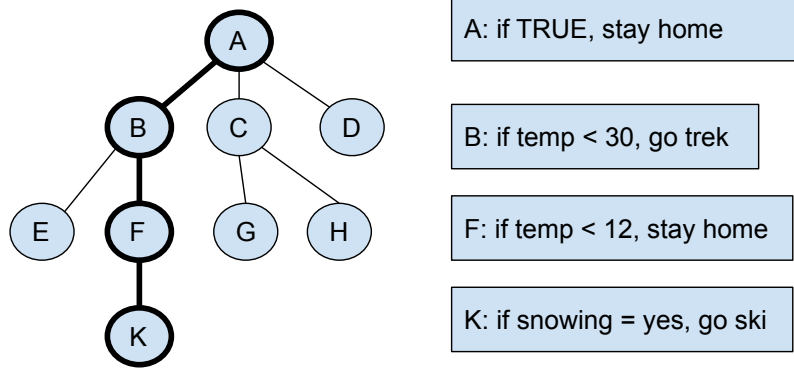 A
A: if TRUE, stay home
B
C
D
B: if temp < 30, go trek
E
F
G
H
F: if temp < 12, stay home
K
K: if snowing = yes, go ski